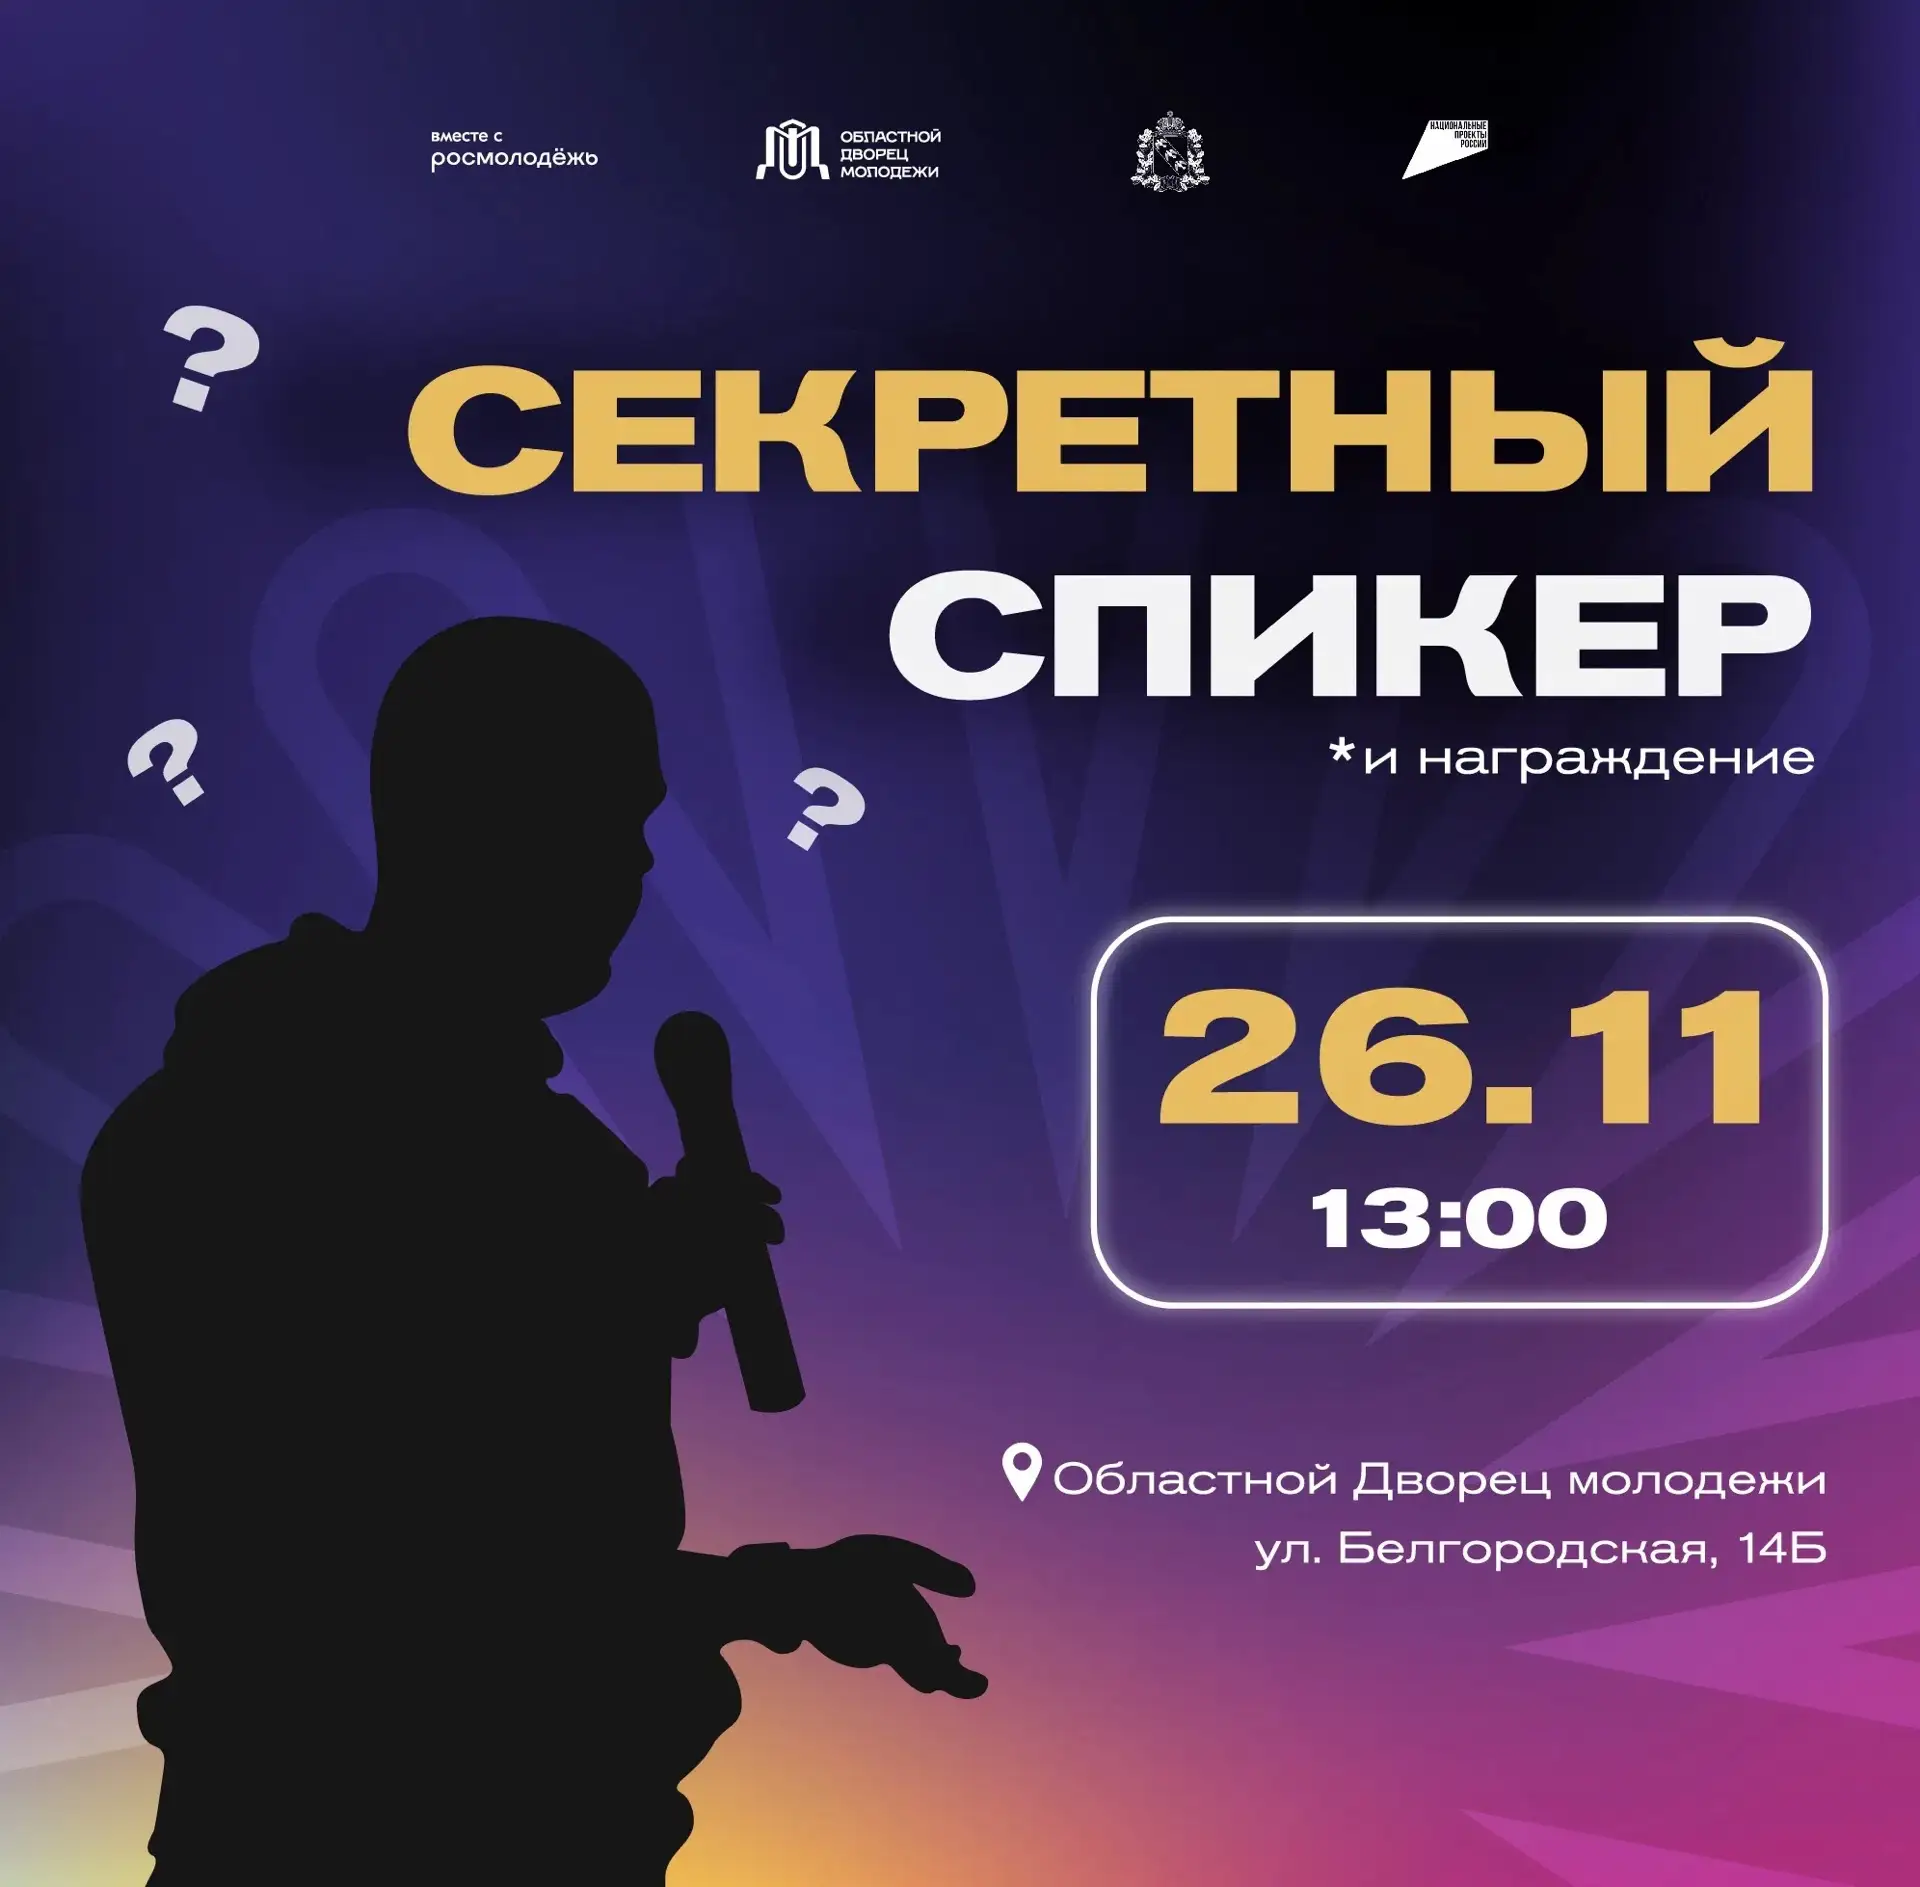 вместе с
росмолодёжь
ОБЛАСТНОЙ
ДВОРЕЦ
МОЛОДЕЖИ
НАЦИОНАЛЬНЫЕ
ПРОЕКТЫ
РОССИИ
?
СЕКРЕТНЫЙ
СПИКЕР
*и награждение
?
?
26.11
13:00
Областной Дворец молодежи
ул. Белгородская, 14Б